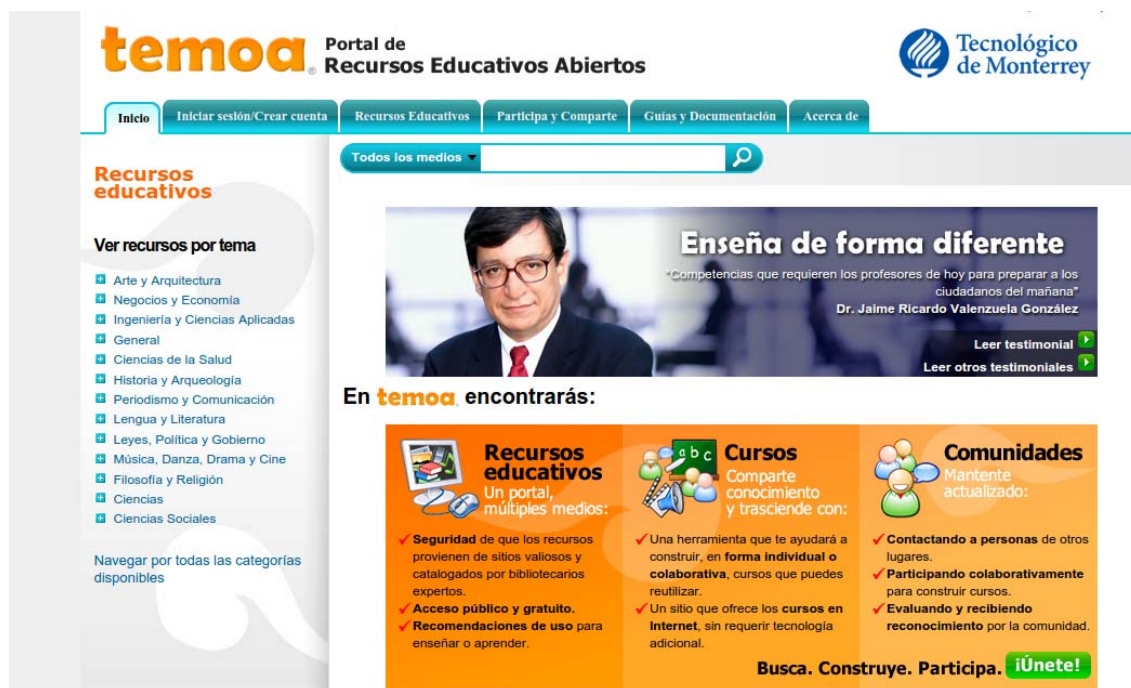 temoa®
Portal de
Recursos Educativos Abiertos
Tecnológico
de Monterrey
Inicio
Iniciar sesión/Crear cuenta
Recursos Educativos
Participa y Comparte
Guías y Documentación
Acerca de
Todos los medios
Recursos
educativos
Ver recursos por tema
Arte y Arquitectura
Negocios y Economía
Ingeniería y Ciencias Aplicadas
General
Ciencias de la Salud
Historia y Arqueología
Periodismo y Comunicación
Lengua y Literatura
Leyes, Política y Gobierno
Música, Danza, Drama y Cine
Filosofía y Religión
Ciencias
Ciencias Sociales
Navegar por todas las categorías
disponibles
Enseña de forma diferente
"Competencias que requieren los profesores de hoy para preparar a los
ciudadanos del mañana"
Dr. Jaime Ricardo Valenzuela González
Leer testimonial
Leer otros testimoniales
En temoa encontrarás:
Recursos
educativos
Un portal,
múltiples medios:
Seguridad de que los recursos
provienen de sitios valiosos y
catalogados por bibliotecarios
expertos.
Acceso público y gratuito.
Recomendaciones de uso para
enseñar o aprender.
a b c
Cursos
Comparte
conocimiento
y trasciende con:
Una herramienta que te ayudará a
construir, en forma individual o
colaborativa, cursos que puedes
reutilizar.
Un sitio que ofrece los cursos en
Internet, sin requerir tecnología
adicional.
Comunidades
Mantente
actualizado:
Contactando a personas de otros
lugares.
Participando colaborativamente
para construir cursos.
Evaluando y recibiendo
reconocimiento por la comunidad.
Busca. Construye. Participa. ¡Únete!